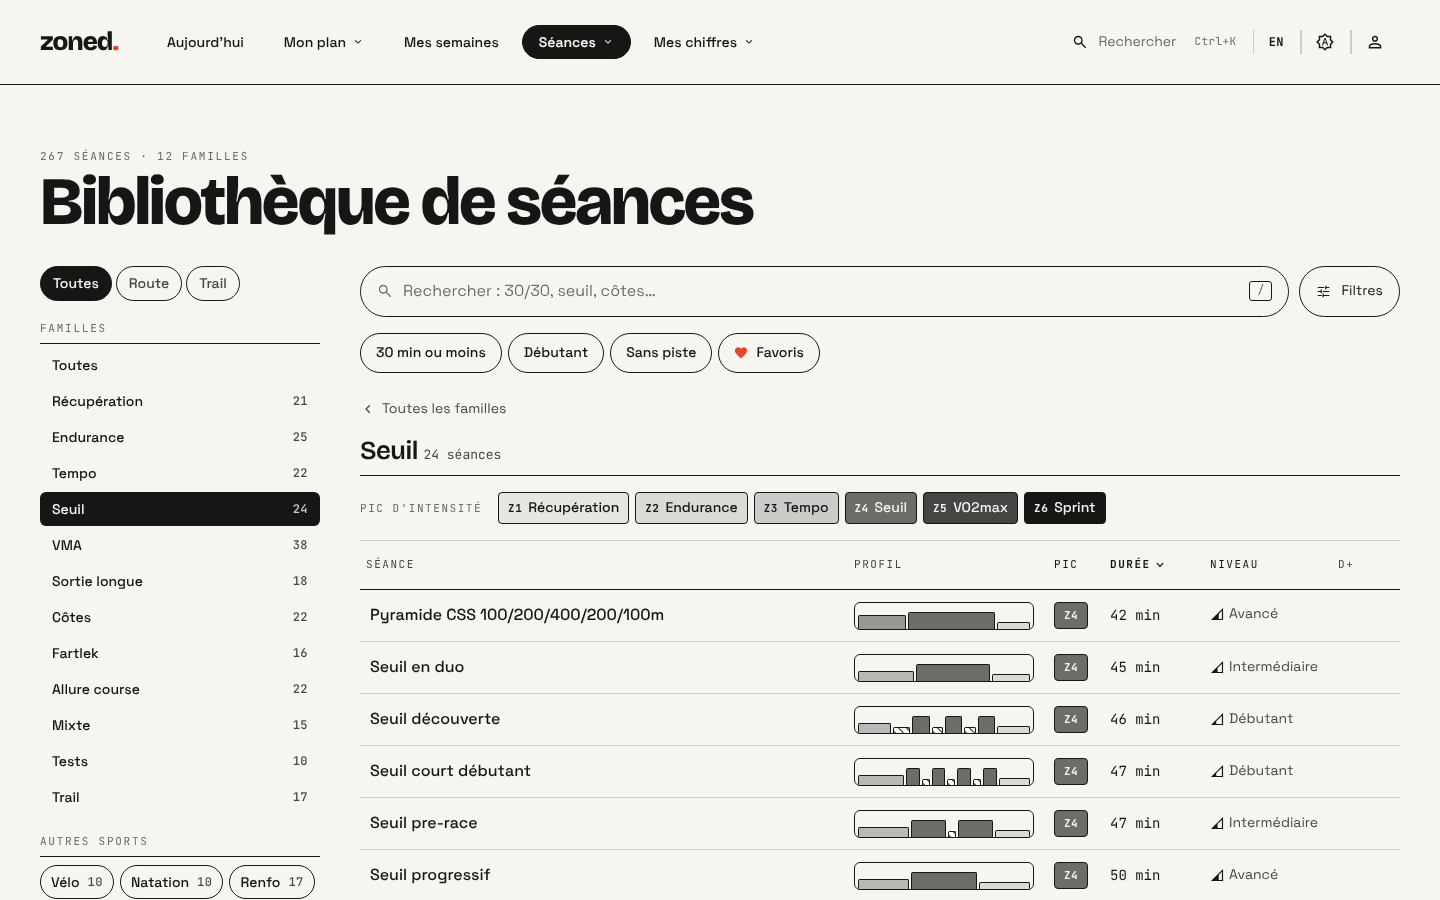 zoned.
Aujourd'hui Mon plan Mes semaines Séances Mes chiffres Rechercher Ctrl+K EN A
267 SÉANCES · 12 FAMILLES
Bibliothèque de séances
Toutes Route Trail
FAMILLES
Toutes
Récupération 21
Endurance 25
Tempo 22
Seuil 24
VMA 38
Sortie longue 18
Côtes 22
Fartlek 16
Allure course 22
Mixte 15
Tests 10
Trail 17
AUTRES SPORTS
Vélo 10 Natation 10 Renfo 17
Rechercher : 30/30, seuil, côtes... / Filtres
30 min ou moins Débutant Sans piste Favoris
Toutes les familles
Seuil 24 séances
PIC D'INTENSITÉ Z1 Récupération Z2 Endurance Z3 Tempo Z4 Seuil Z5 VO2max Z6 Sprint
SÉANCE PROFIL PIC DURÉE NIVEAU D+
Pyramide CSS 100/200/400/200/100m Z4 42 min Avancé
Seuil en duo Z4 45 min Intermédiaire
Seuil découverte Z4 46 min Débutant
Seuil court débutant Z4 47 min Débutant
Seuil pre-race Z4 47 min Intermédiaire
Seuil progressif Z4 50 min Avancé